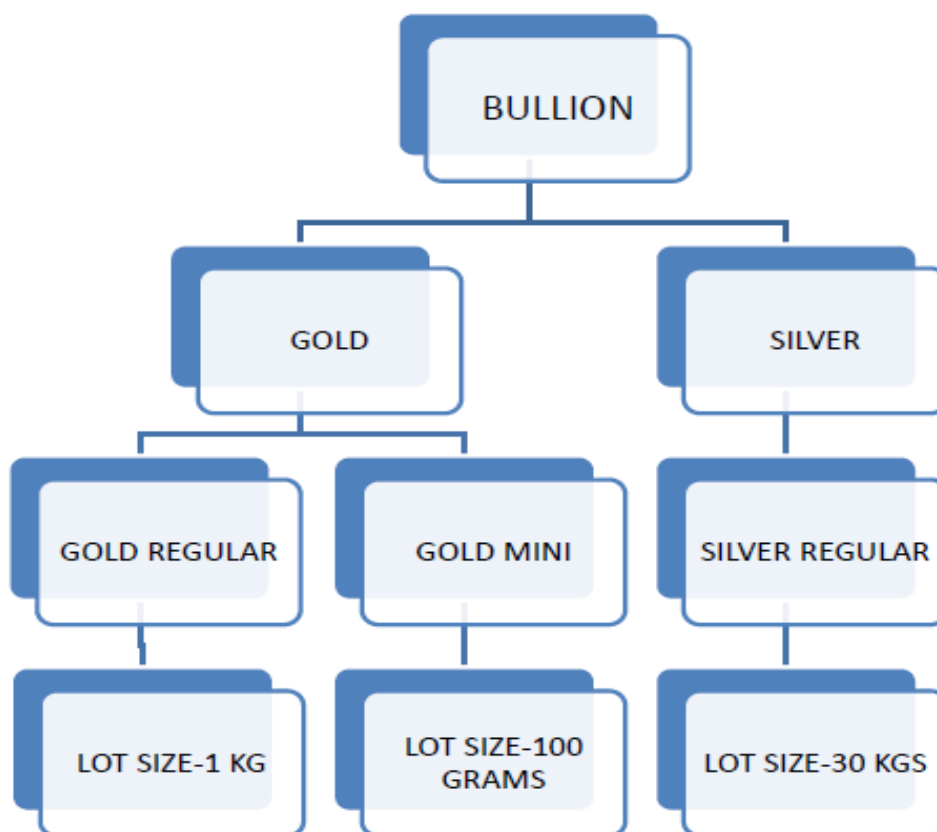 BULLION
GOLD
SILVER
GOLD REGULAR
GOLD MINI
SILVER REGULAR
LOT SIZE-1 KG
LOT SIZE-100
GRAMS
LOT SIZE-30 KGS